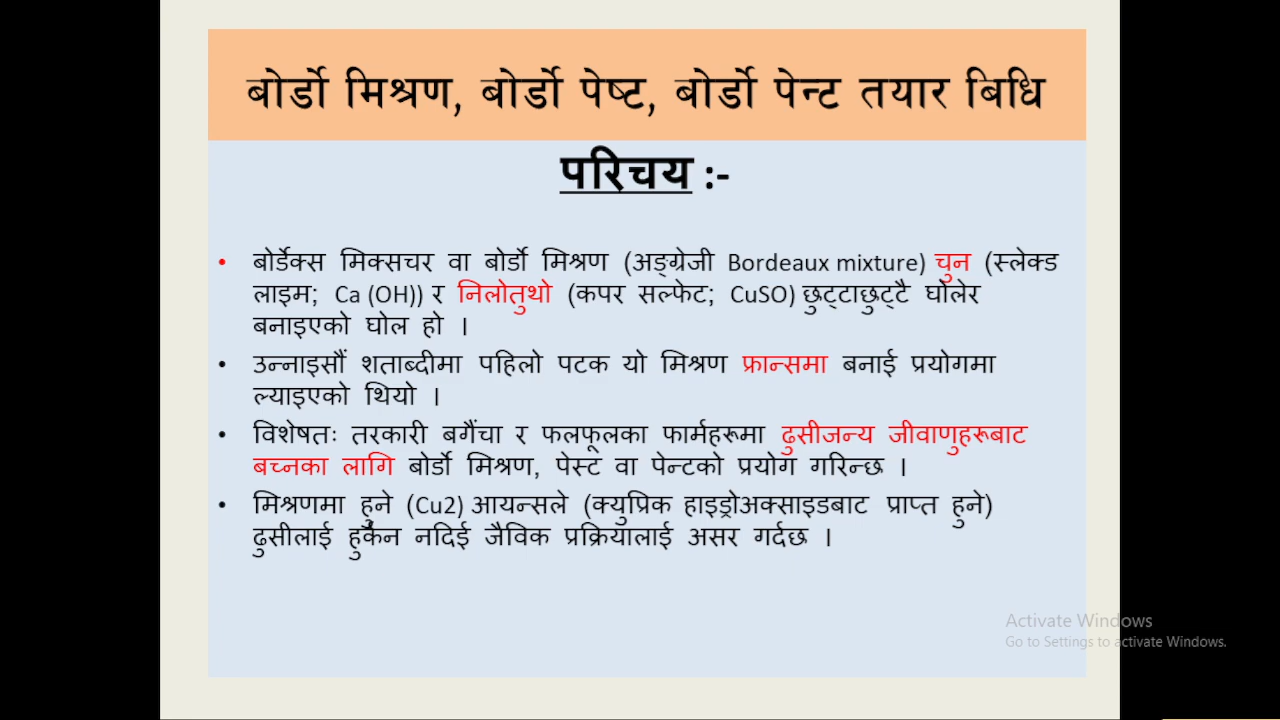 बोर्डो मिश्रण, बोर्डो पेष्ट, बोर्डो पेन्ट तयार बिधि
परिचय :-
• बोर्डेक्स मिक्सचर वा बोर्डो मिश्रण (अङ्ग्रेजी Bordeaux mixture) चुन (स्लेक्ड
लाइम; Ca (OH)) र निलोतुथो (कपर सल्फेट; CuSO) छुट्टाछुट्टै घोलेर
बनाइएको घोल हो ।
• उन्नाइसौं शताब्दीमा पहिलो पटक यो मिश्रण फ्रान्समा बनाई प्रयोगमा
ल्याइएको थियो ।
• विशेषतः तरकारी बगैंचा र फलफूलका फार्महरूमा ढुसीजन्य जीवाणुहरूबाट
बच्नका लागि बोर्डो मिश्रण, पेस्ट वा पेन्टको प्रयोग गरिन्छ ।
• मिश्रणमा हुने (Cu2) आयन्सले (क्युप्रिक हाइड्रोअक्साइडबाट प्राप्त हुने)
ढुसीलाई हुर्कन नदिई जैविक प्रक्रियालाई असर गर्दछ ।
Activate Windows
Go to Settings to activate Windows.